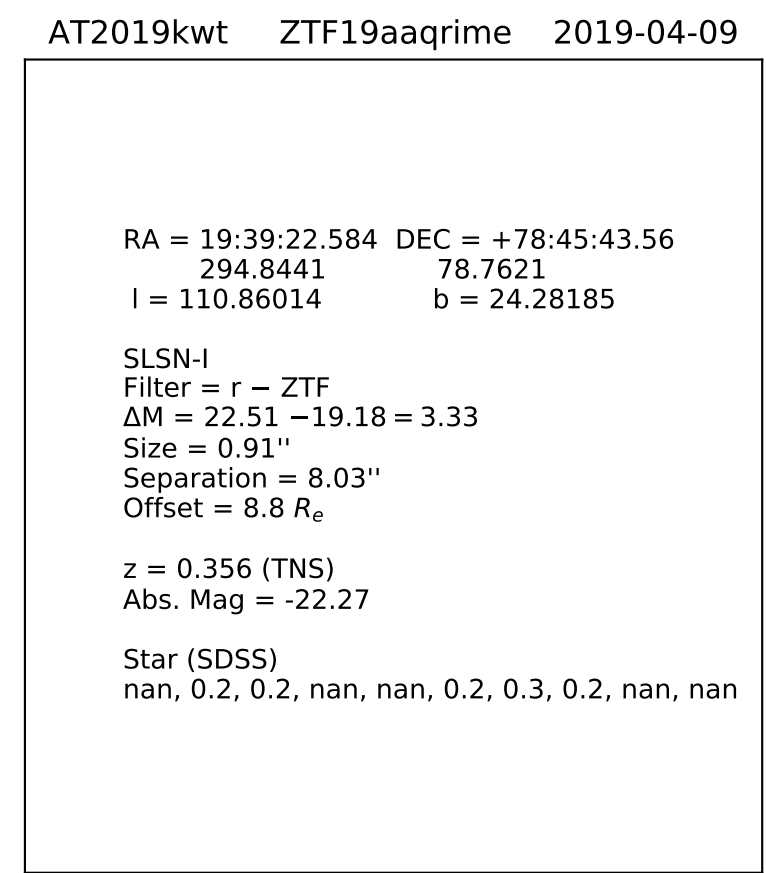 AT2019kwt ZTF19aaqrime 2019-04-09
RA = 19:39:22.584 DEC = +78:45:43.56
294.8441 78.7621
l = 110.86014 b = 24.28185
SLSN-I
Filter = r − ZTF
ΔM = 22.51 −19.18 = 3.33
Size = 0.91''
Separation = 8.03''
Offset = 8.8 Rₑ
z = 0.356 (TNS)
Abs. Mag = -22.27
Star (SDSS)
nan, 0.2, 0.2, nan, nan, 0.2, 0.3, 0.2, nan, nan